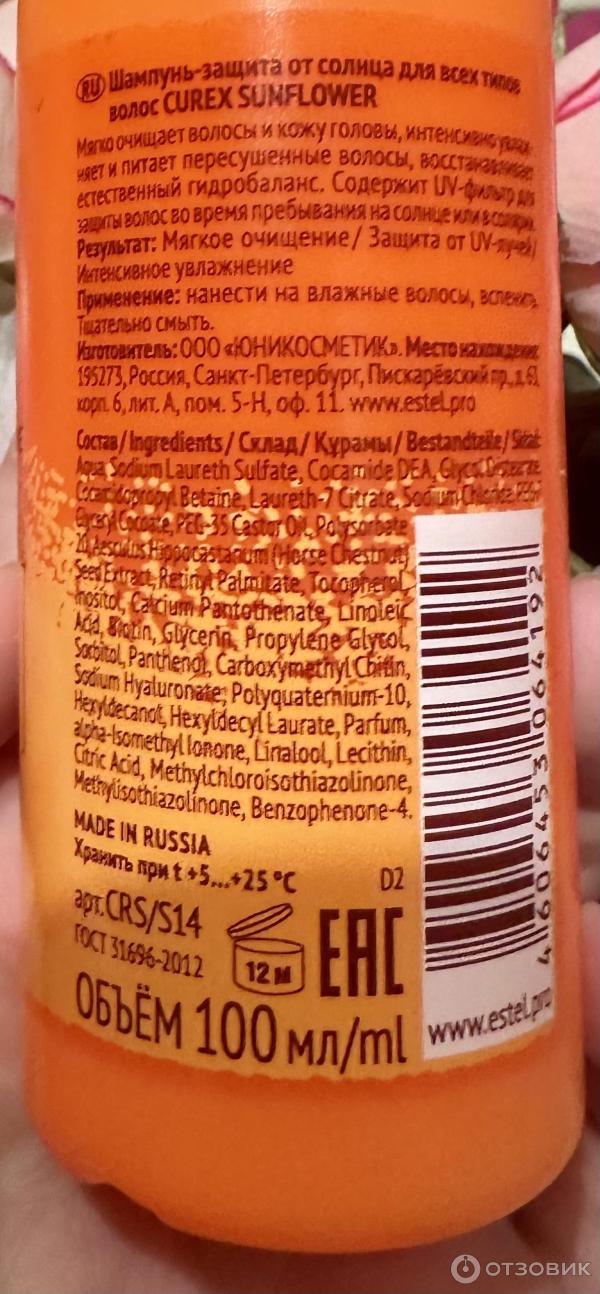 RU Шампунь-защита от солнца для всех типов
волос CUREX SUNFLOWER
Мягко очищает волосы и кожу головы, интенсивно увлаж-
няет и питает пересушенные волосы, восстанавливает
естественный гидробаланс. Содержит UV-фильтр для
защиты волос во время пребывания на солнце или в солярии.
Результат: Мягкое очищение/ Защита от UV-лучей/
Интенсивное увлажнение
Применение: нанести на влажные волосы, вспенить.
Тщательно смыть.
Изготовитель: ООО «ЮНИКОСМЕТИК». Место нахождения:
195273, Россия, Санкт-Петербург, Пискарёвский пр., д. 63,
корп. 6, лит. А, пом. 5-Н, оф. 11. www.estel.pro
Состав/Ingredients/Склад/Құрамы/Bestandteile/
Aqua, Sodium Laureth Sulfate, Cocamide DEA, Glycol Distearate,
Cocamidopropyl Betaine, Laureth-7 Citrate, Sodium Chloride, PEG-7
Glyceryl Cocoate, PEG-35 Castor Oil, Polysorbate
20, Aesculus Hippocastanum (Horse Chestnut)
Seed Extract, Retinyl Palmitate, Tocopherol,
Inositol, Calcium Pantothenate, Linoleic
Acid, Biotin, Glycerin, Propylene Glycol,
Sorbitol, Panthenol, Carboxymethyl Chitin,
Sodium Hyaluronate, Polyquaternium-10,
Hexyldecanol, Hexyldecyl Laurate, Parfum,
alpha-Isomethyl Ionone, Linalool, Lecithin,
Citric Acid, Methylchloroisothiazolinone,
Methylisothiazolinone, Benzophenone-4.
MADE IN RUSSIA
Хранить при t +5...+25 °C
D2
арт. CRS/S14
ГОСТ 31696-2012
12 м
EAC
ОБЪЁМ 100 мл/ml
4 606453 064192
www.estel.pro
ОТЗОВИК